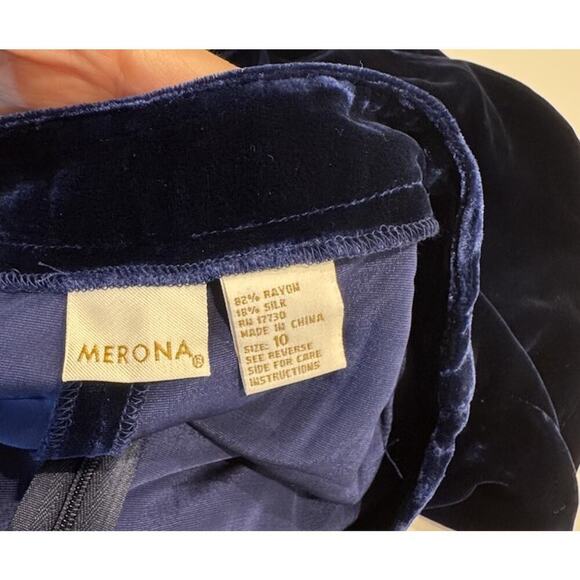 MERONA®
82% RAYON
18% SILK
RN 17730
MADE IN CHINA
SIZE: 10
SEE REVERSE
SIDE FOR CARE
INSTRUCTIONS